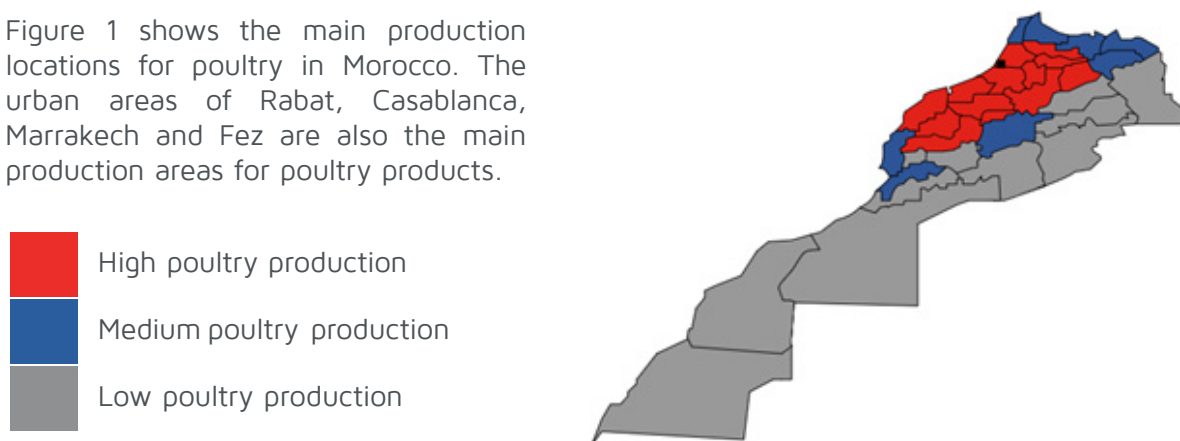 Figure 1 shows the main production
locations for poultry in Morocco. The
urban areas of Rabat, Casablanca,
Marrakech and Fez are also the main
production areas for poultry products.
High poultry production
Medium poultry production
Low poultry production